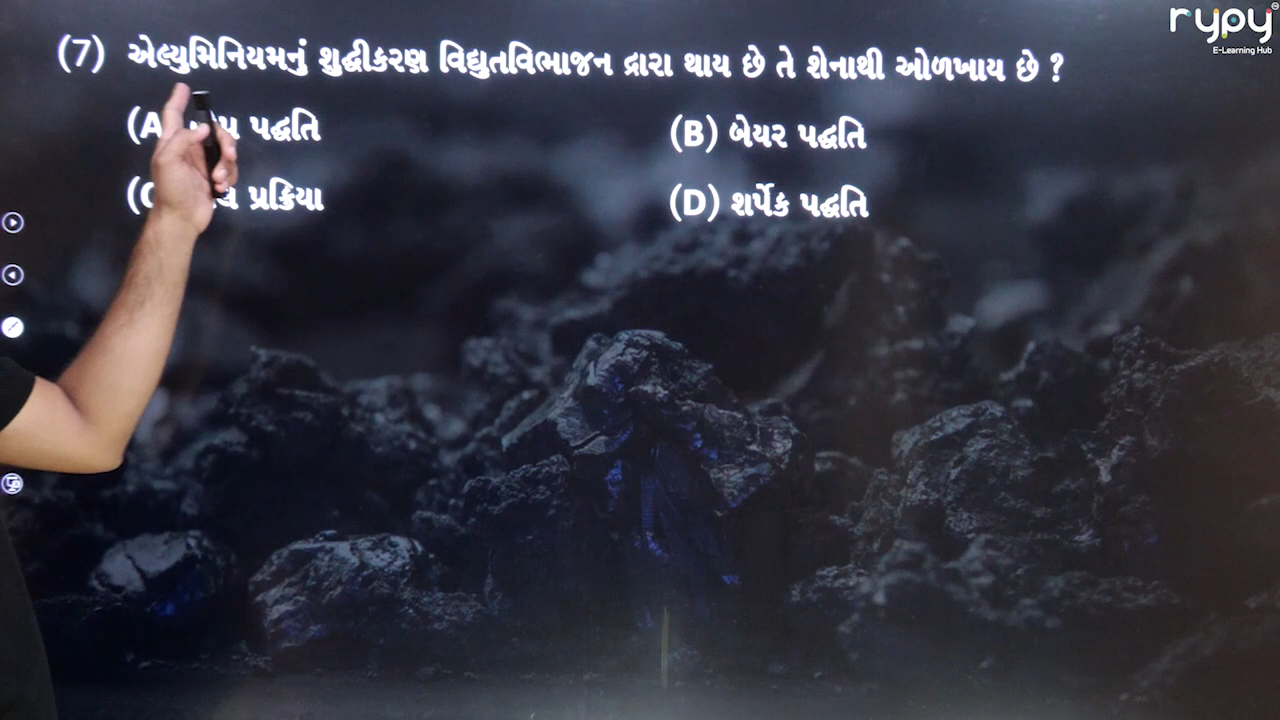 rypy
E-Learning Hub
(7) એલ્યુમિનિયમનું શુદ્ધીકરણ વિદ્યુતવિભાજન દ્વારા થાય છે તે શેનાથી ઓળખાય છે ?
(A પદ્ધતિ
(B) બેયર પદ્ધતિ
પ્રક્રિયા
(D) શર્પેક પદ્ધતિ